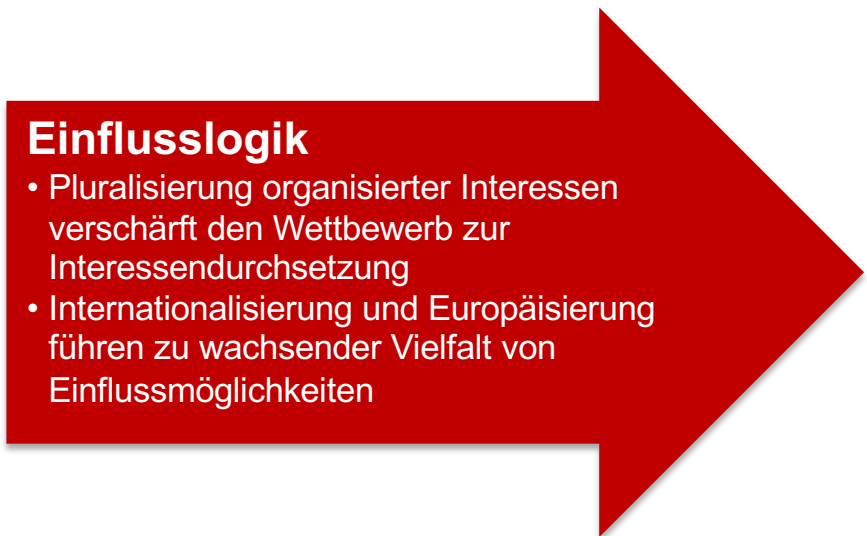 Einflusslogik
• Pluralisierung organisierter Interessen
verschärft den Wettbewerb zur
Interessendurchsetzung
• Internationalisierung und Europäisierung
führen zu wachsender Vielfalt von
Einflussmöglichkeiten